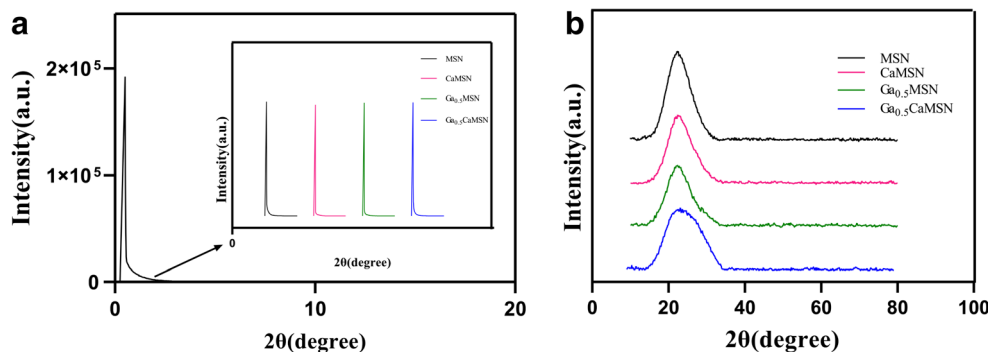 a
Intensity(a.u.)
2×10⁵
1×10⁵
0
0
10
20
2θ(degree)
Intensity(a.u.)
0
2θ(degree)
MSN
CaMSN
Ga₀.₅MSN
Ga₀.₅CaMSN
b
Intensity(a.u.)
MSN
CaMSN
Ga₀.₅MSN
Ga₀.₅CaMSN
0
20
40
60
80
100
2θ(degree)